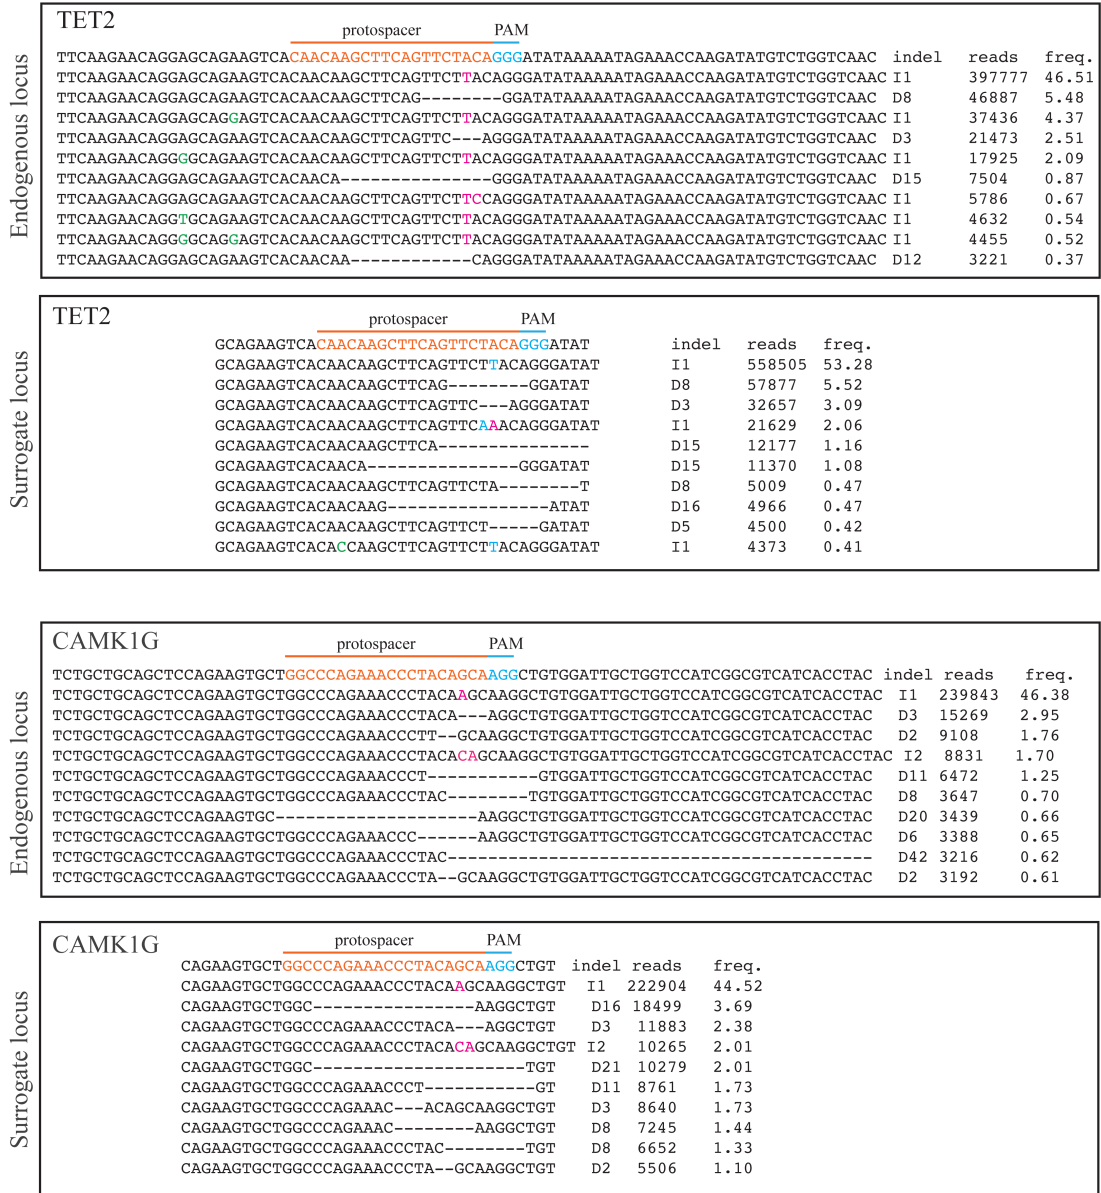 TET2
protospacer PAM
TTCAAGAACAGGAGCAGAAGTCACAACAAGCTTCAGTTCTACAGGGATATAAAAATAGAAACCAAGATATGTCTGGTCAAC indel reads freq.
TTCAAGAACAGGAGCAGAAGTCACAACAAGCTTCAGTTCTTACAGGGATATAAAAATAGAAACCAAGATATGTCTGGTCAAC I1 397777 46.51
TTCAAGAACAGGAGCAGAAGTCACAACAAGCTTCAG--------GGATATAAAAATAGAAACCAAGATATGTCTGGTCAAC D8 46887 5.48
TTCAAGAACAGGAGCAGGAGTCACAACAAGCTTCAGTTCTTACAGGGATATAAAAATAGAAACCAAGATATGTCTGGTCAAC I1 37436 4.37
TTCAAGAACAGGAGCAGAAGTCACAACAAGCTTCAGTTC---AGGGATATAAAAATAGAAACCAAGATATGTCTGGTCAAC D3 21473 2.51
TTCAAGAACAGGGGCAGAAGTCACAACAAGCTTCAGTTCTTACAGGGATATAAAAATAGAAACCAAGATATGTCTGGTCAAC I1 17925 2.09
TTCAAGAACAGGAGCAGAAGTCACAACA---------------GGGATATAAAAATAGAAACCAAGATATGTCTGGTCAAC D15 7504 0.87
TTCAAGAACAGGAGCAGAAGTCACAACAAGCTTCAGTTCTTCCAGGGATATAAAAATAGAAACCAAGATATGTCTGGTCAAC I1 5786 0.67
TTCAAGAACAGGTGCAGAAGTCACAACAAGCTTCAGTTCTTACAGGGATATAAAAATAGAAACCAAGATATGTCTGGTCAAC I1 4632 0.54
TTCAAGAACAGGGGCAGGAGTCACAACAAGCTTCAGTTCTTACAGGGATATAAAAATAGAAACCAAGATATGTCTGGTCAAC I1 4455 0.52
TTCAAGAACAGGAGCAGAAGTCACAACAA------------CAGGGATATAAAAATAGAAACCAAGATATGTCTGGTCAAC D12 3221 0.37
Endogenous locus
TET2
protospacer PAM
GCAGAAGTCACAACAAGCTTCAGTTCTACAGGGATAT indel reads freq.
GCAGAAGTCACAACAAGCTTCAGTTCTTACAGGGATAT I1 558505 53.28
GCAGAAGTCACAACAAGCTTCAG--------GGATAT D8 57877 5.52
GCAGAAGTCACAACAAGCTTCAGTTC---AGGGATAT D3 32657 3.09
GCAGAAGTCACAACAAGCTTCAGTTCAAACAGGGATAT I1 21629 2.06
GCAGAAGTCACAACAAGCTTCA--------------- D15 12177 1.16
GCAGAAGTCACAACA---------------GGGATAT D15 11370 1.08
GCAGAAGTCACAACAAGCTTCAGTTCTA--------T D8 5009 0.47
GCAGAAGTCACAACAAG----------------ATAT D16 4966 0.47
GCAGAAGTCACAACAAGCTTCAGTTCT-----GATAT D5 4500 0.42
GCAGAAGTCACACCAAGCTTCAGTTCTTACAGGGATAT I1 4373 0.41
Surrogate locus
CAMK1G
protospacer PAM
TCTGCTGCAGCTCCAGAAGTGCTGGCCCAGAAACCCTACAGCAAGGCTGTGGATTGCTGGTCCATCGGCGTCATCACCTAC indel reads freq.
TCTGCTGCAGCTCCAGAAGTGCTGGCCCAGAAACCCTACAAGCAAGGCTGTGGATTGCTGGTCCATCGGCGTCATCACCTAC I1 239843 46.38
TCTGCTGCAGCTCCAGAAGTGCTGGCCCAGAAACCCTACA---AGGCTGTGGATTGCTGGTCCATCGGCGTCATCACCTAC D3 15269 2.95
TCTGCTGCAGCTCCAGAAGTGCTGGCCCAGAAACCCTT--GCAAGGCTGTGGATTGCTGGTCCATCGGCGTCATCACCTAC D2 9108 1.76
TCTGCTGCAGCTCCAGAAGTGCTGGCCCAGAAACCCTACACAGCAAGGCTGTGGATTGCTGGTCCATCGGCGTCATCACCTAC I2 8831 1.70
TCTGCTGCAGCTCCAGAAGTGCTGGCCCAGAAACCCT-----------GTGGATTGCTGGTCCATCGGCGTCATCACCTAC D11 6472 1.25
TCTGCTGCAGCTCCAGAAGTGCTGGCCCAGAAACCCTAC--------TGTGGATTGCTGGTCCATCGGCGTCATCACCTAC D8 3647 0.70
TCTGCTGCAGCTCCAGAAGTGC--------------------AAGGCTGTGGATTGCTGGTCCATCGGCGTCATCACCTAC D20 3439 0.66
TCTGCTGCAGCTCCAGAAGTGCTGGCCCAGAAACCC------AAGGCTGTGGATTGCTGGTCCATCGGCGTCATCACCTAC D6 3388 0.65
TCTGCTGCAGCTCCAGAAGTGCTGGCCCAGAAACCCTAC------------------------------------------ D42 3216 0.62
TCTGCTGCAGCTCCAGAAGTGCTGGCCCAGAAACCCTA--GCAAGGCTGTGGATTGCTGGTCCATCGGCGTCATCACCTAC D2 3192 0.61
Endogenous locus
CAMK1G
protospacer PAM
CAGAAGTGCTGGCCCAGAAACCCTACAGCAAGGCTGT indel reads freq.
CAGAAGTGCTGGCCCAGAAACCCTACAAGCAAGGCTGT I1 222904 44.52
CAGAAGTGCTGGC----------------AAGGCTGT D16 18499 3.69
CAGAAGTGCTGGCCCAGAAACCCTACA---AGGCTGT D3 11883 2.38
CAGAAGTGCTGGCCCAGAAACCCTACACAGCAAGGCTGT I2 10265 2.01
CAGAAGTGCTGGC---------------------TGT D21 10279 2.01
CAGAAGTGCTGGCCCAGAAACCCT-----------GT D11 8761 1.73
CAGAAGTGCTGGCCCAGAAAC---ACAGCAAGGCTGT D3 8640 1.73
CAGAAGTGCTGGCCCAGAAAC--------AAGGCTGT D8 7245 1.44
CAGAAGTGCTGGCCCAGAAACCCTAC--------TGT D8 6652 1.33
CAGAAGTGCTGGCCCAGAAACCCTA--GCAAGGCTGT D2 5506 1.10
Surrogate locus